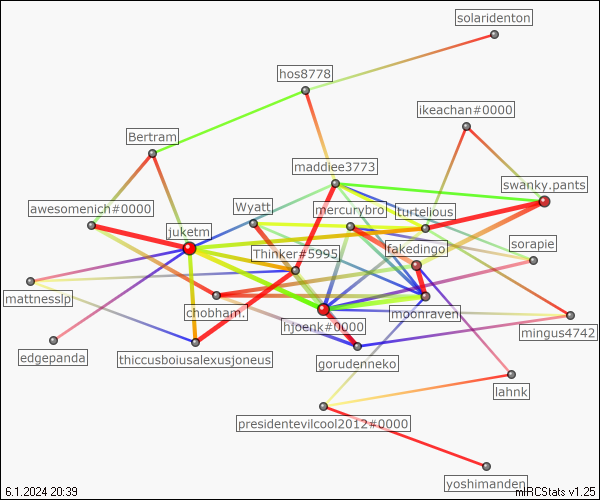 solaridenton
hos8778
ikeachan#0000
Bertram
maddiee3773
swanky.pants
awesomenich#0000
Wyatt
mercurybro
curtelious
juketm
Thinker#5995
fakedingo
sorapie
mattnesslp
chobham.
hjoenk#0000
moonraven
mingus4742
edgepanda
thiccusboiusalexusjoneus
gorudenneko
lahnk
presidentevilcool2012#0000
yoshimanden
6.1.2024 20:39
mIRCStats v1.25